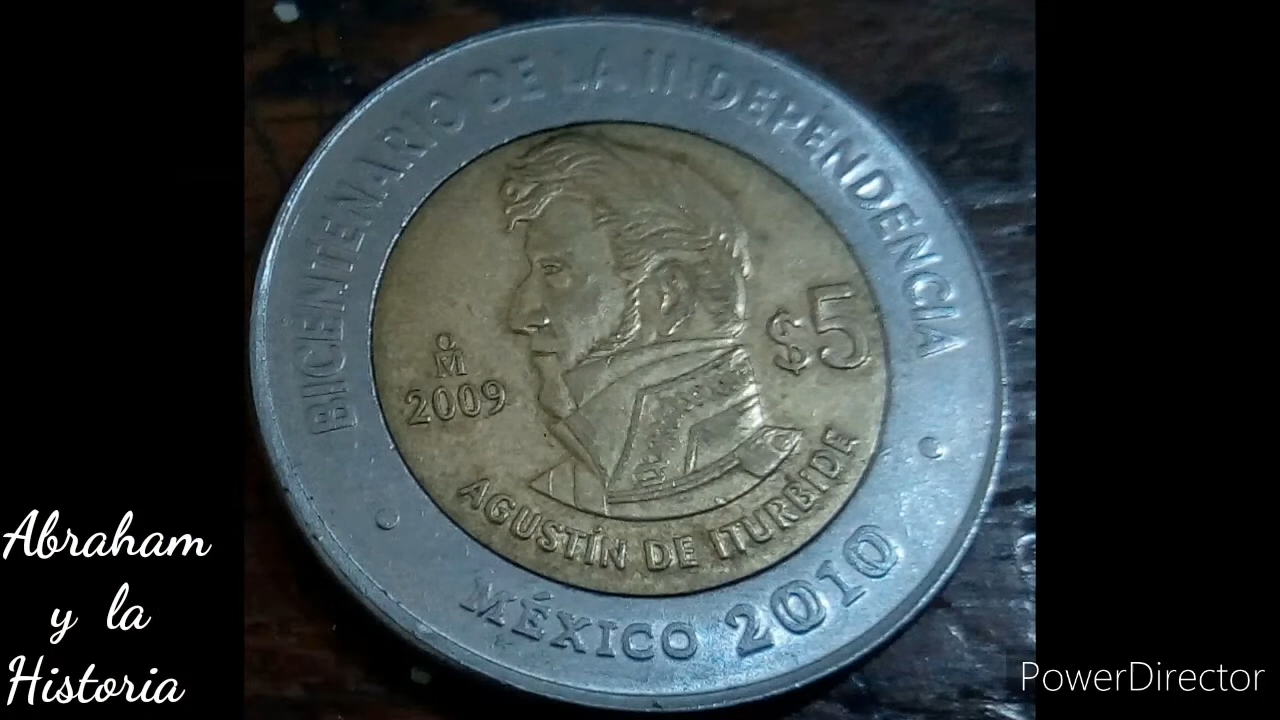 BICENTENARIO DE LA INDEPENDENCIA
$5
M
2009
AGUSTÍN DE ITURBIDE
MÉXICO 2010
Abraham
y la
Historia
PowerDirector